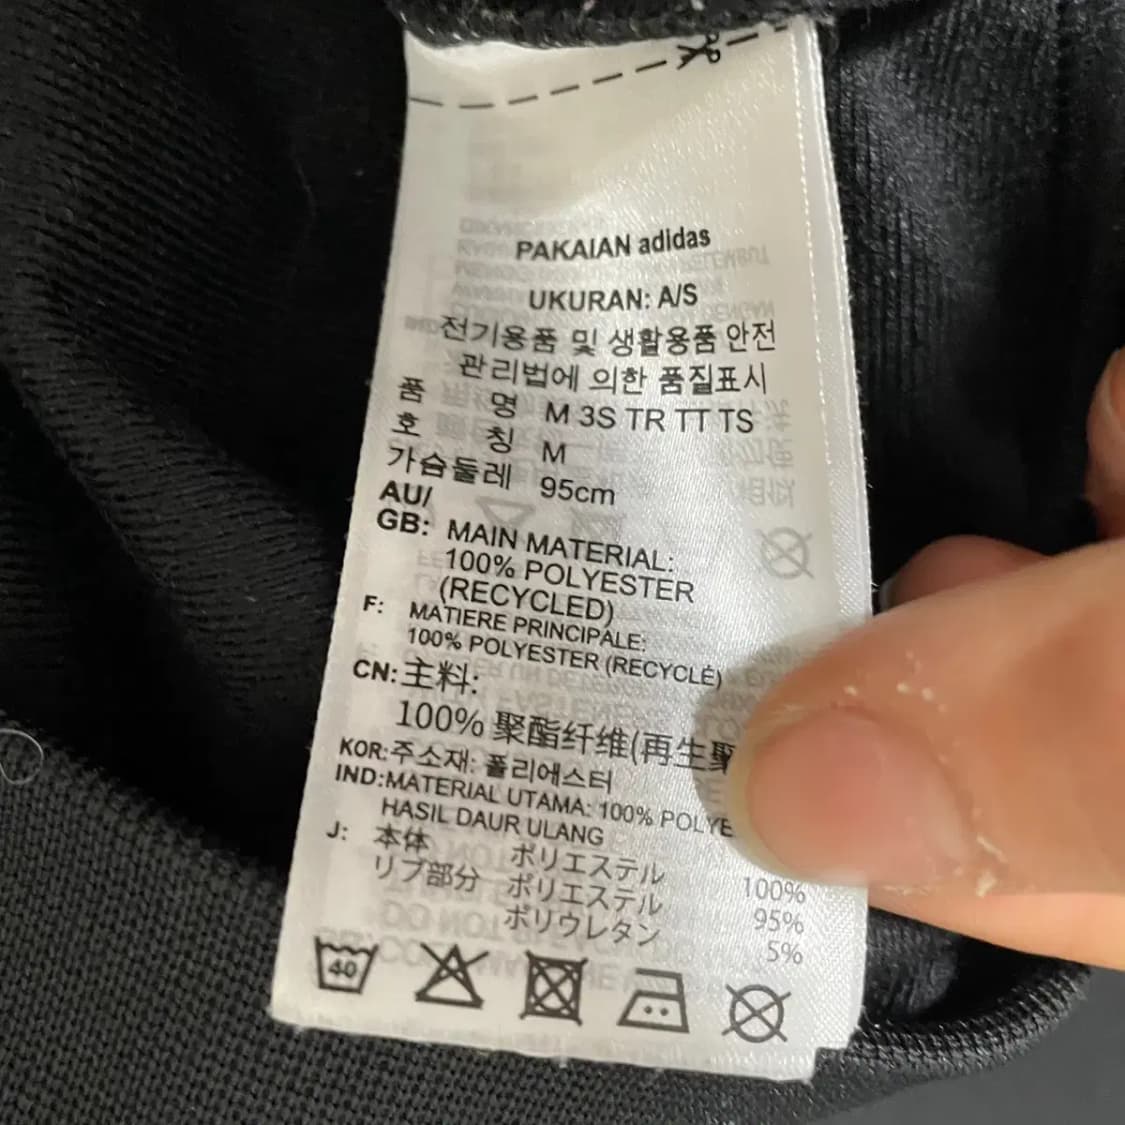 PAKAIAN adidas
UKURAN: A/S
전기용품 및 생활용품 안전
관리법에 의한 품질표시
품 명 M 3S TR TT TS
호 칭 M
가슴둘레 95cm
AU/
GB: MAIN MATERIAL:
100% POLYESTER
(RECYCLED)
F: MATIERE PRINCIPALE:
100% POLYESTER (RECYCLÉ)
CN: 主料:
100% 聚酯纤维(再生聚
KOR: 주소재: 폴리에스터
IND: MATERIAL UTAMA: 100% POLYE
HASIL DAUR ULANG
J: 本体 ポリエステル 100%
リブ部分 ポリエステル 95%
ポリウレタン 5%
40